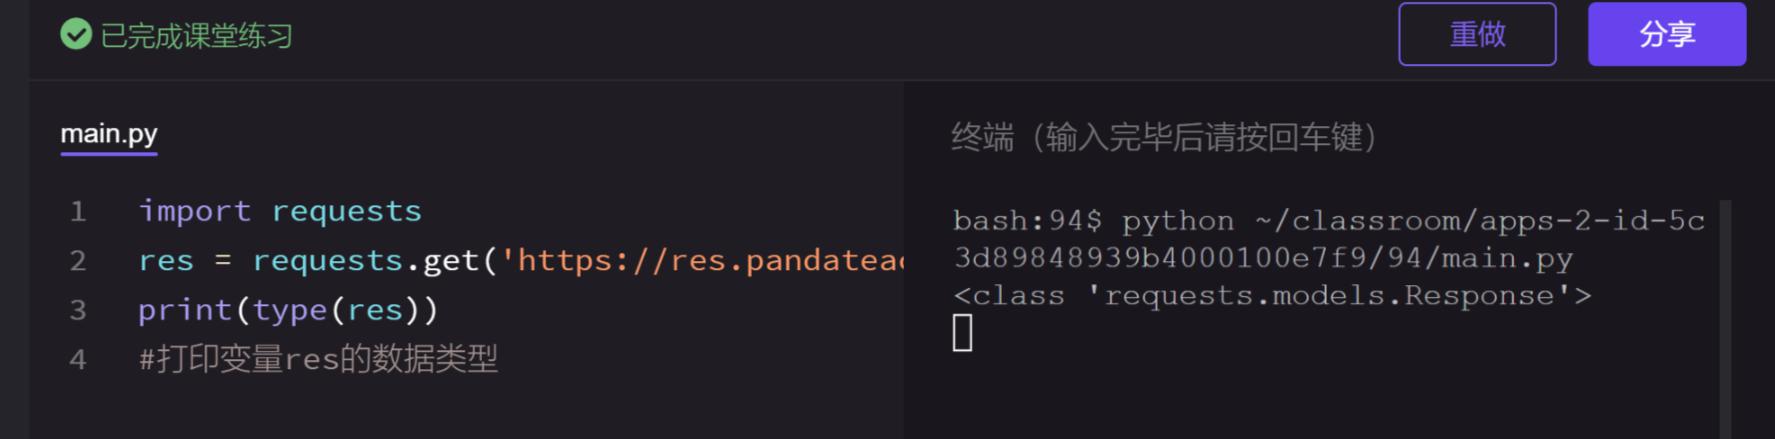 已完成课堂练习
重做
分享
main.py
1 import requests
2 res = requests.get('https://res.pandatea
3 print(type(res))
4 #打印变量res的数据类型
终端（输入完毕后请按回车键）
bash:94$ python ~/classroom/apps-2-id-5c
3d89848939b4000100e7f9/94/main.py
<class 'requests.models.Response'>